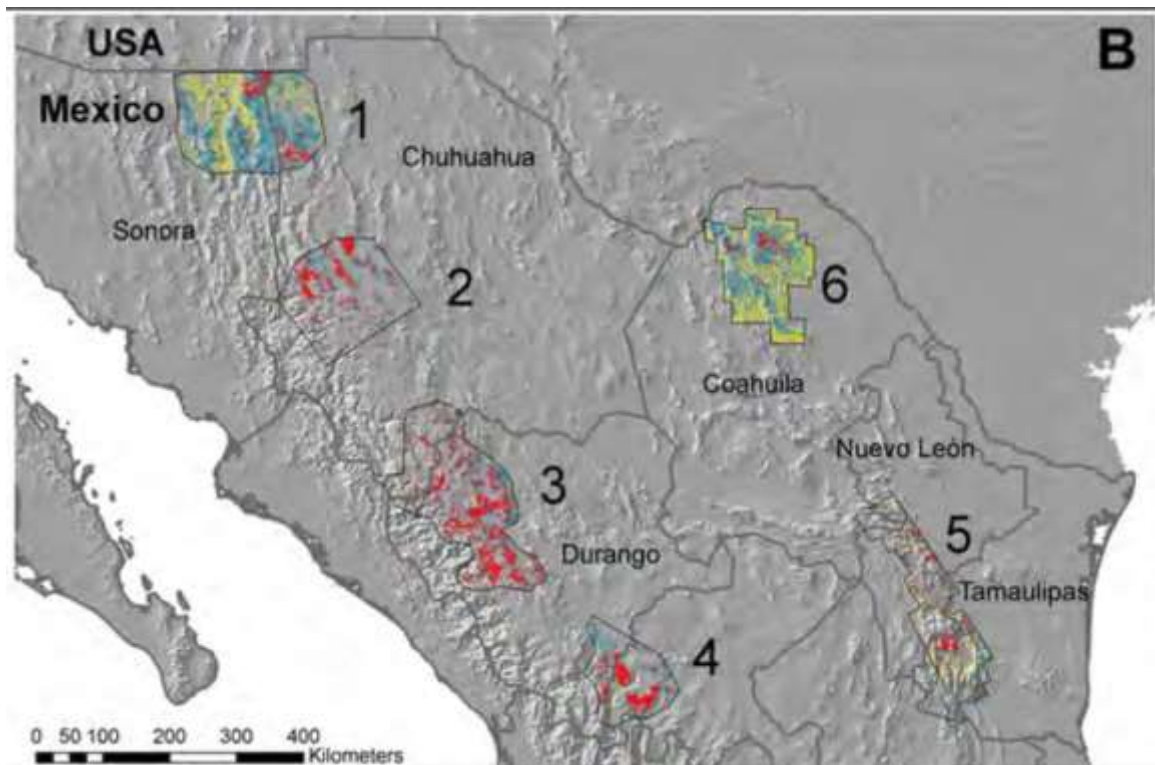 USA
B
Mexico
1
Chuhuahua
Sonora
2
6
Coahuila
Nuevo León
3
5
Durango
Tamaulipas
4
0 50 100 200 300 400
Kilometers